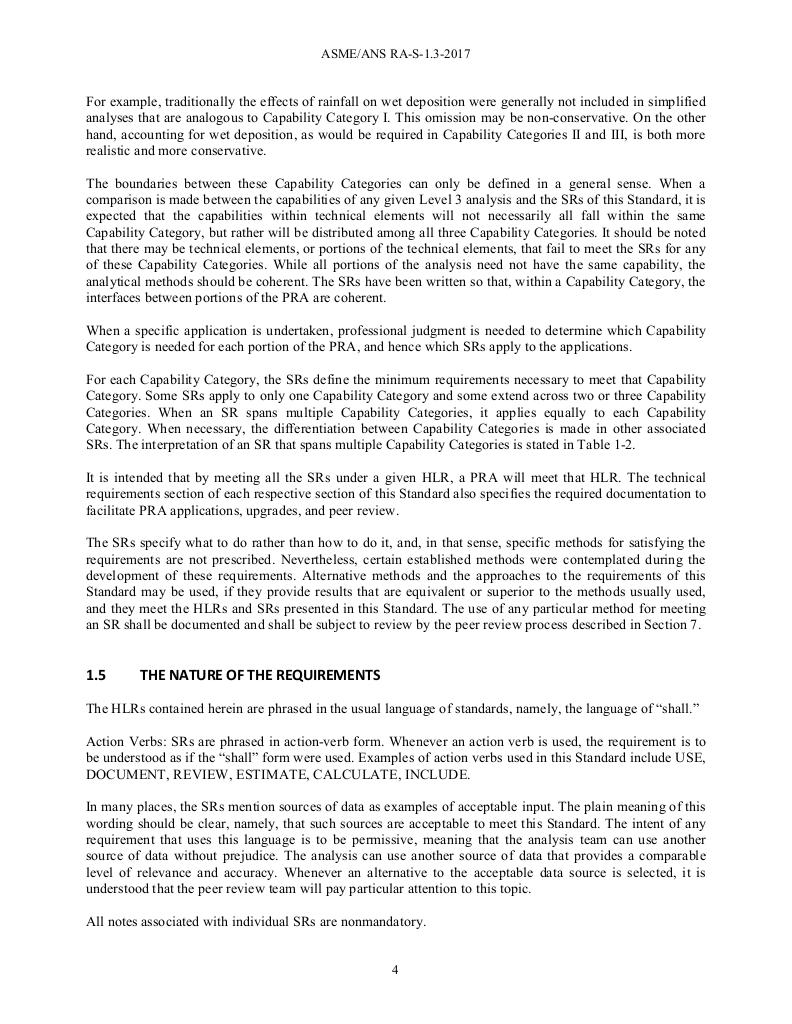 ASME/ANS RA-S-1.3-2017
For example, traditionally the effects of rainfall on wet deposition were generally not included in simplified
analyses that are analogous to Capability Category I. This omission may be non-conservative. On the other
hand, accounting for wet deposition, as would be required in Capability Categories II and III, is both more
realistic and more conservative.
The boundaries between these Capability Categories can only be defined in a general sense. When a
comparison is made between the capabilities of any given Level 3 analysis and the SRs of this Standard, it is
expected that the capabilities within technical elements will not necessarily all fall within the same
Capability Category, but rather will be distributed among all three Capability Categories. It should be noted
that there may be technical elements, or portions of the technical elements, that fail to meet the SRs for any
of these Capability Categories. While all portions of the analysis need not have the same capability, the
analytical methods should be coherent. The SRs have been written so that, within a Capability Category, the
interfaces between portions of the PRA are coherent.
When a specific application is undertaken, professional judgment is needed to determine which Capability
Category is needed for each portion of the PRA, and hence which SRs apply to the applications.
For each Capability Category, the SRs define the minimum requirements necessary to meet that Capability
Category. Some SRs apply to only one Capability Category and some extend across two or three Capability
Categories. When an SR spans multiple Capability Categories, it applies equally to each Capability
Category. When necessary, the differentiation between Capability Categories is made in other associated
SRs. The interpretation of an SR that spans multiple Capability Categories is stated in Table 1-2.
It is intended that by meeting all the SRs under a given HLR, a PRA will meet that HLR. The technical
requirements section of each respective section of this Standard also specifies the required documentation to
facilitate PRA applications, upgrades, and peer review.
The SRs specify what to do rather than how to do it, and, in that sense, specific methods for satisfying the
requirements are not prescribed. Nevertheless, certain established methods were contemplated during the
development of these requirements. Alternative methods and the approaches to the requirements of this
Standard may be used, if they provide results that are equivalent or superior to the methods usually used,
and they meet the HLRs and SRs presented in this Standard. The use of any particular method for meeting
an SR shall be documented and shall be subject to review by the peer review process described in Section 7.
1.5 THE NATURE OF THE REQUIREMENTS
The HLRs contained herein are phrased in the usual language of standards, namely, the language of “shall.”
Action Verbs: SRs are phrased in action-verb form. Whenever an action verb is used, the requirement is to
be understood as if the “shall” form were used. Examples of action verbs used in this Standard include USE,
DOCUMENT, REVIEW, ESTIMATE, CALCULATE, INCLUDE.
In many places, the SRs mention sources of data as examples of acceptable input. The plain meaning of this
wording should be clear, namely, that such sources are acceptable to meet this Standard. The intent of any
requirement that uses this language is to be permissive, meaning that the analysis team can use another
source of data without prejudice. The analysis can use another source of data that provides a comparable
level of relevance and accuracy. Whenever an alternative to the acceptable data source is selected, it is
understood that the peer review team will pay particular attention to this topic.
All notes associated with individual SRs are nonmandatory.
4